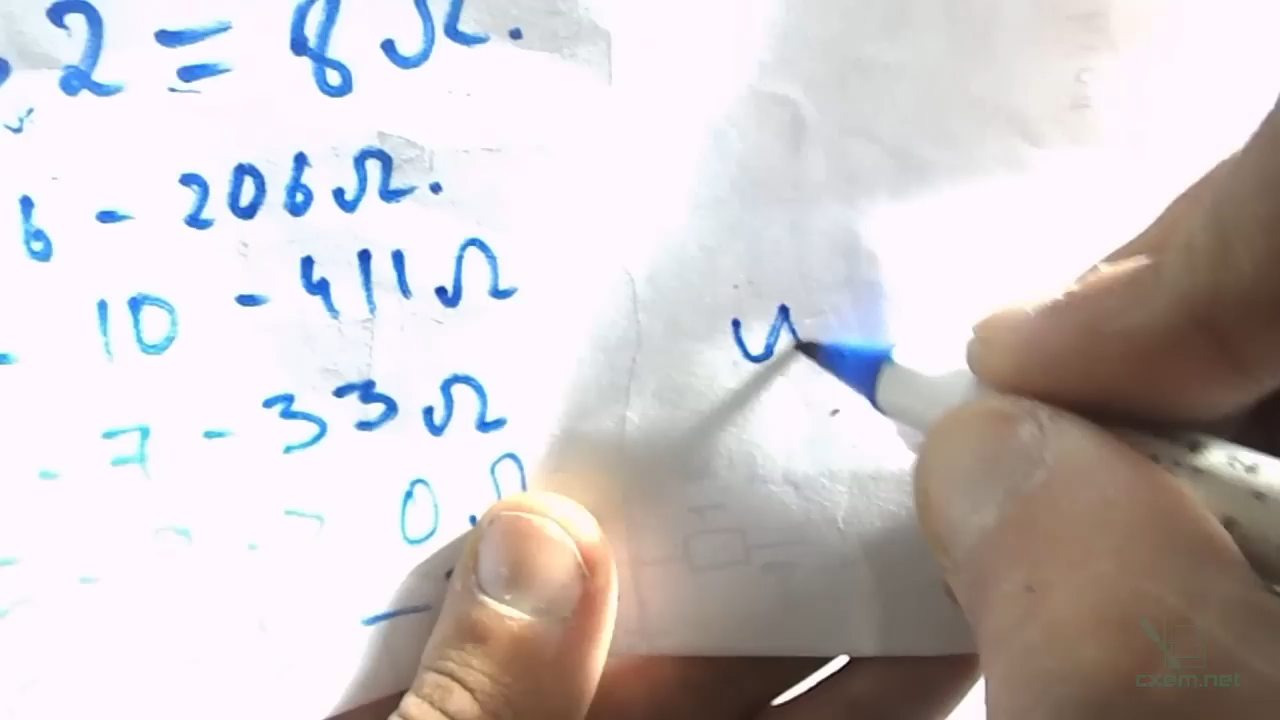 2 = 8 Ω.
6 - 206 Ω.
10 - 411 Ω
- 7 - 33 Ω
0.
и
cxem.net